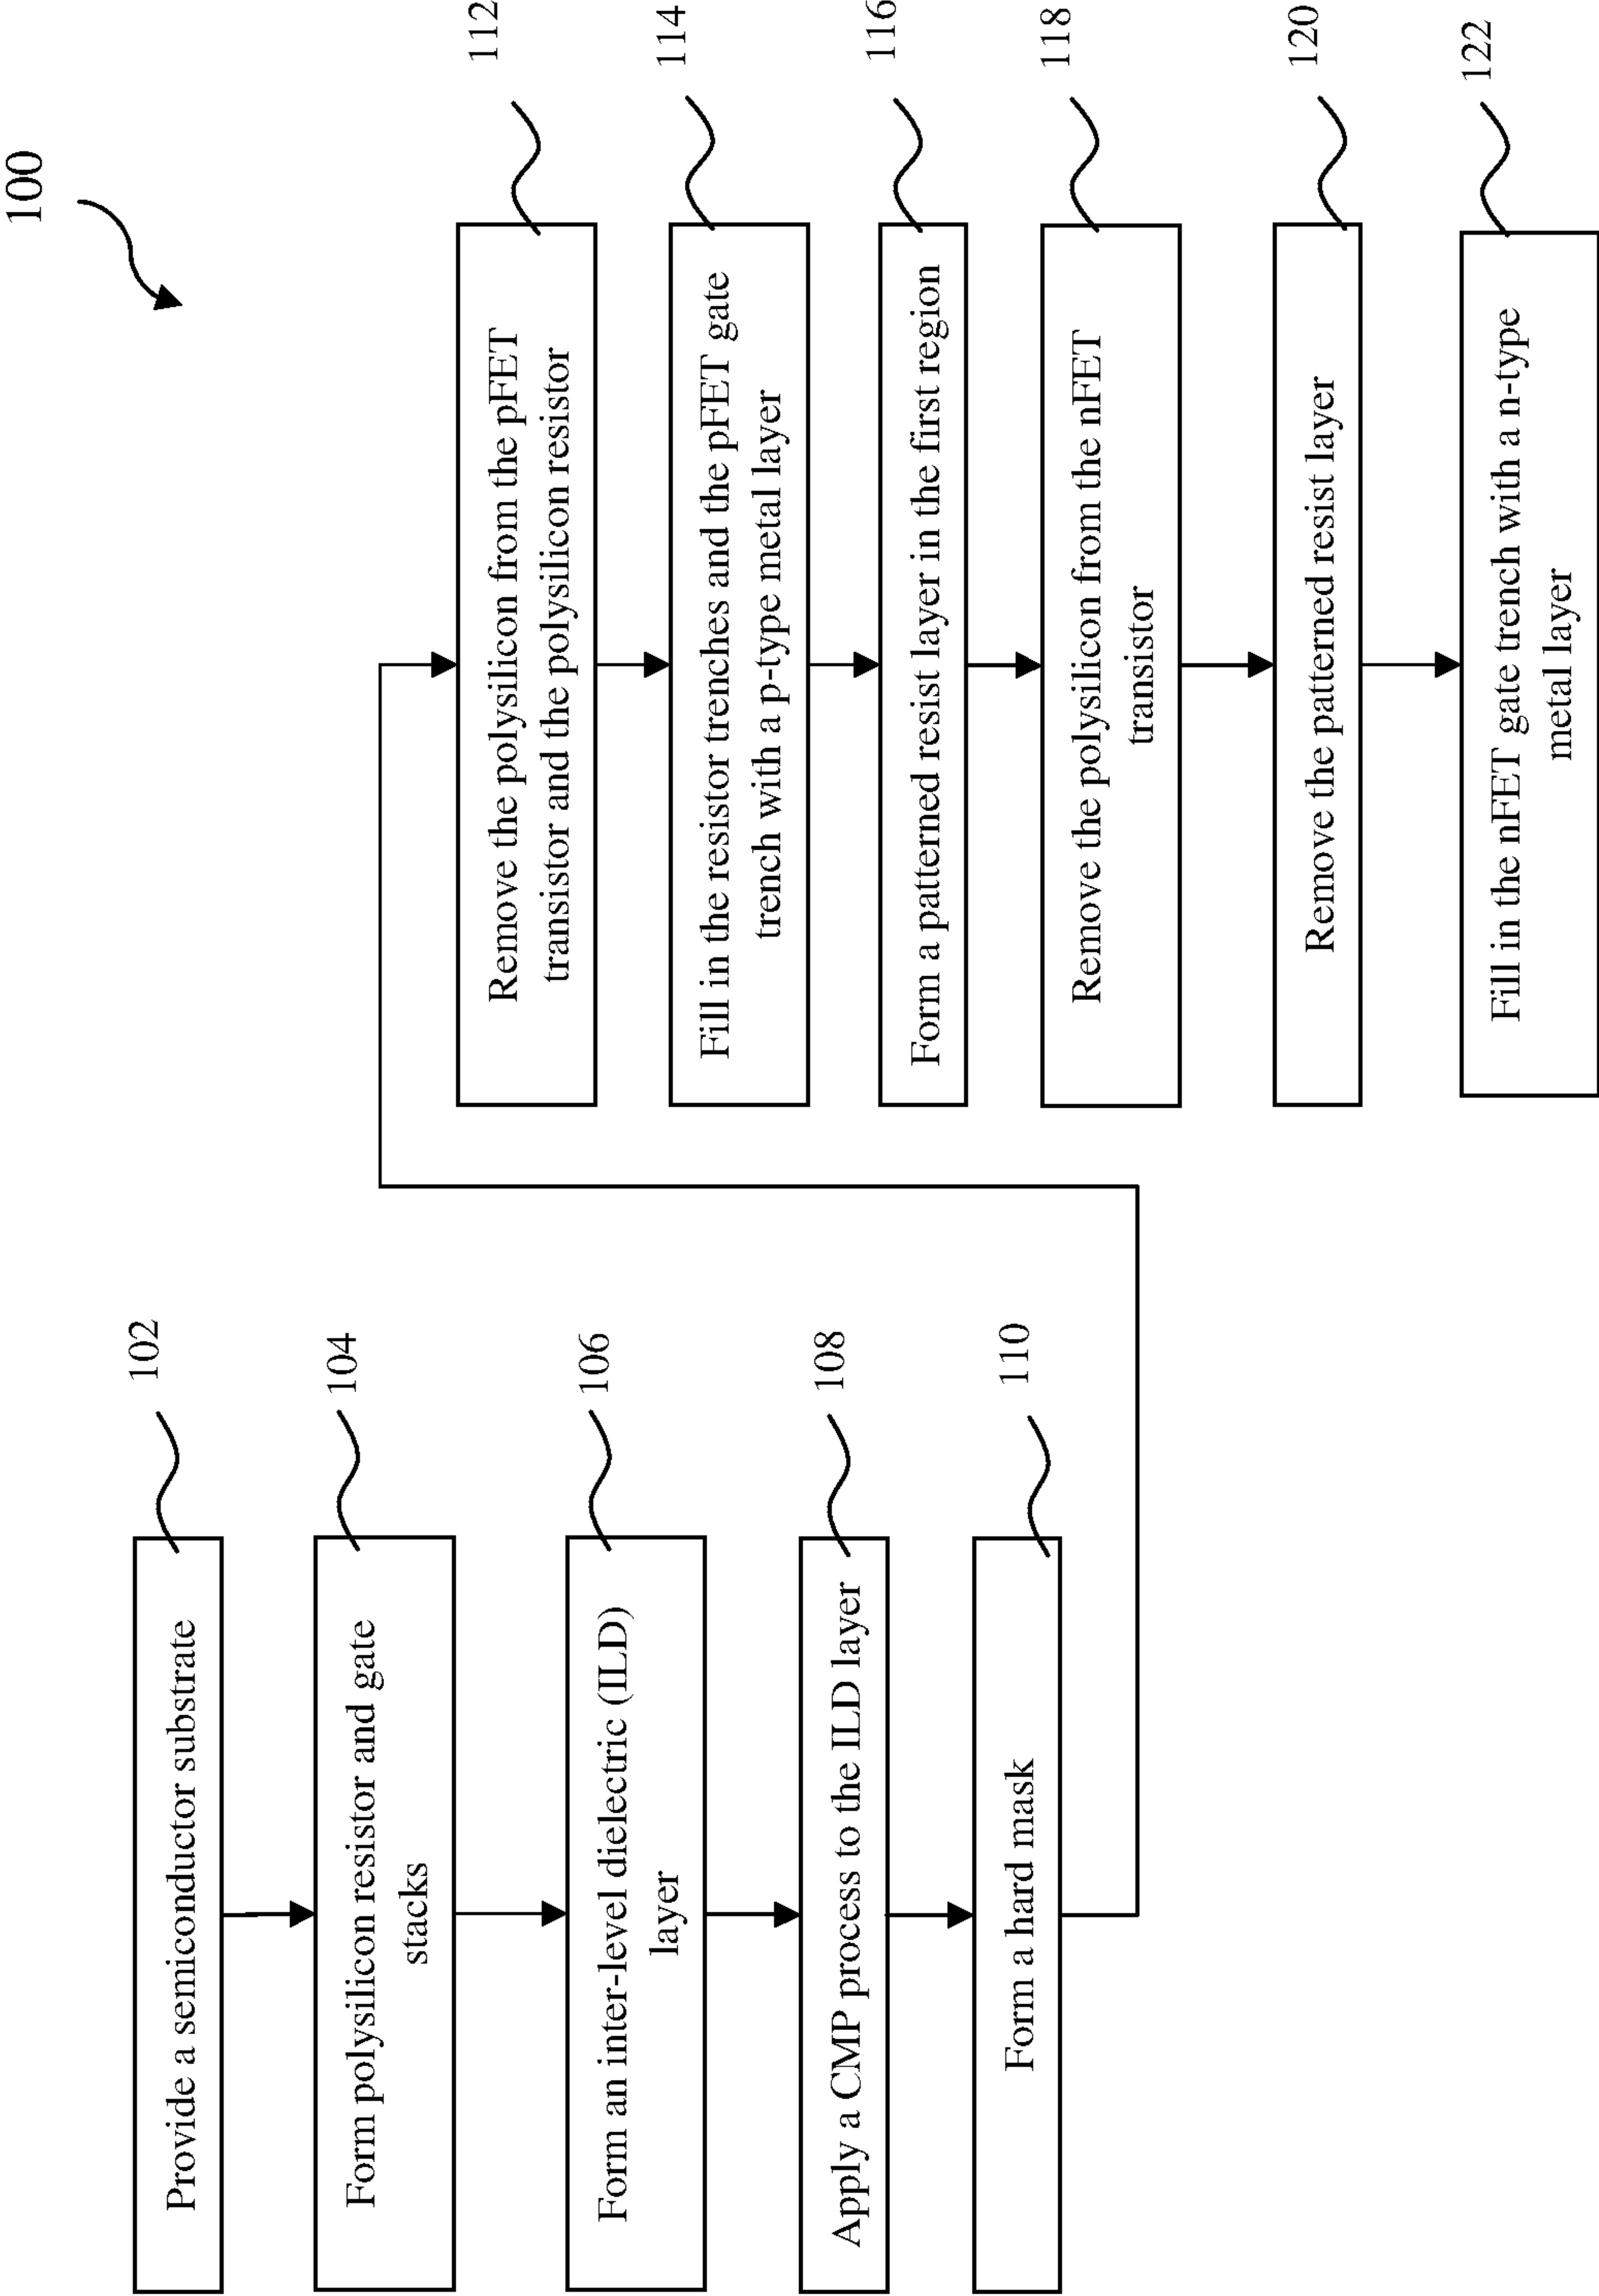 100
102
Provide a semiconductor substrate
104
Form polysilicon resistor and gate
stacks
106
Form an inter-level dielectric (ILD)
layer
108
Apply a CMP process to the ILD layer
110
Form a hard mask
112
Remove the polysilicon from the pFET
transistor and the polysilicon resistor
114
Fill in the resistor trenches and the pFET gate
trench with a p-type metal layer
116
Form a patterned resist layer in the first region
118
Remove the polysilicon from the nFET
transistor
120
Remove the patterned resist layer
122
Fill in the nFET gate trench with a n-type
metal layer